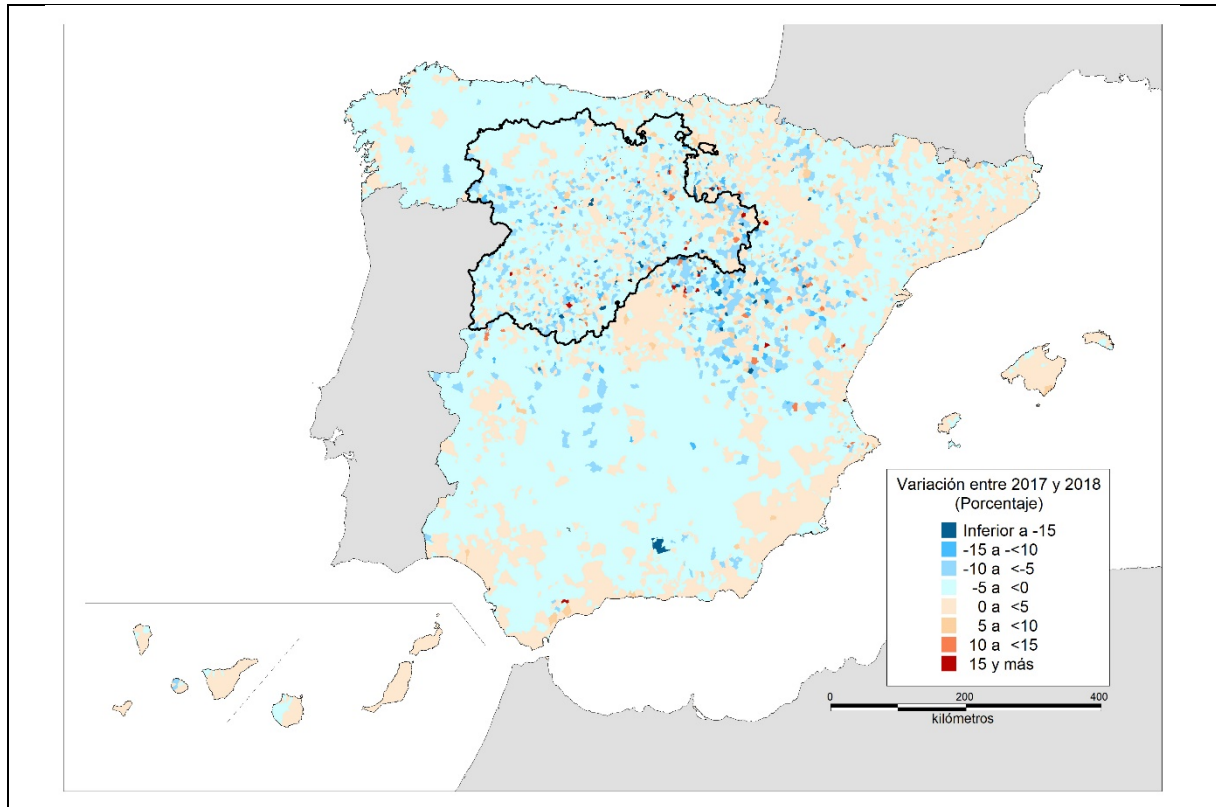 Variación entre 2017 y 2018
(Porcentaje)
Inferior a -15
-15 a -<10
-10 a <-5
-5 a <0
0 a <5
5 a <10
10 a <15
15 y más
0 200 400
kilómetros